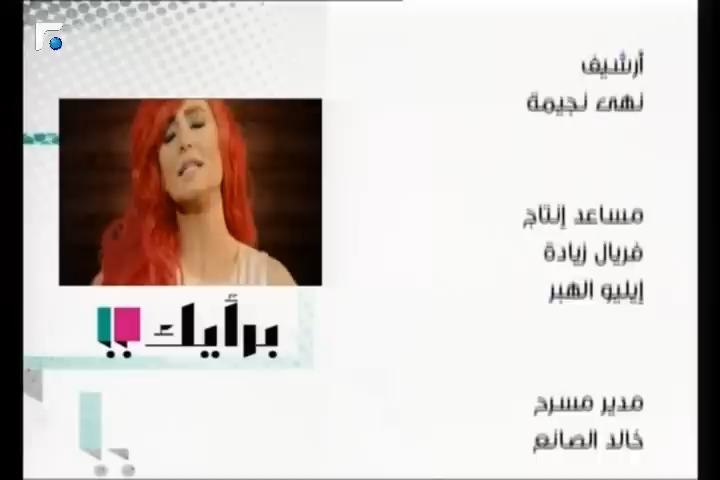 أرشيف
نهى نجيمة
مساعد إنتاج
فريال زيادة
إيليو الهبر
مدير مسرح
خالد الصانع
برأيك !!